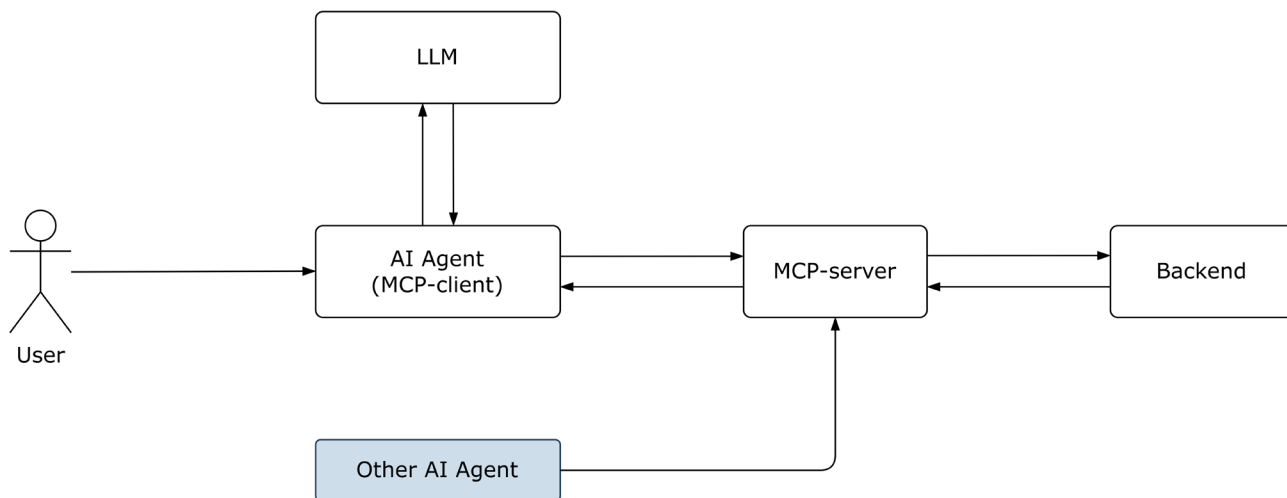 LLM
AI Agent
(MCP-client)
MCP-server
Backend
User
Other AI Agent